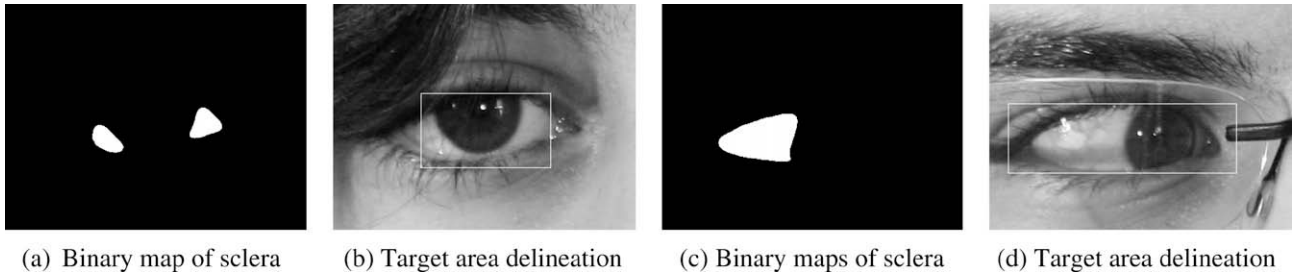 (a) Binary map of sclera
(b) Target area delineation
(c) Binary maps of sclera
(d) Target area delineation